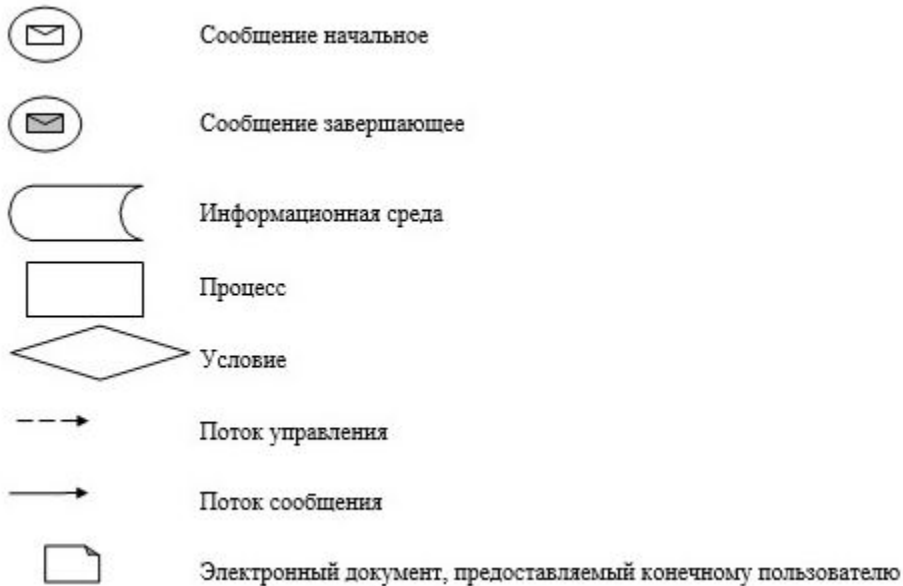 Сообщение начальное
Сообщение завершающее
Информационная среда
Процесс
Условие
Поток управления
Поток сообщения
Электронный документ, предоставляемый конечному пользователю